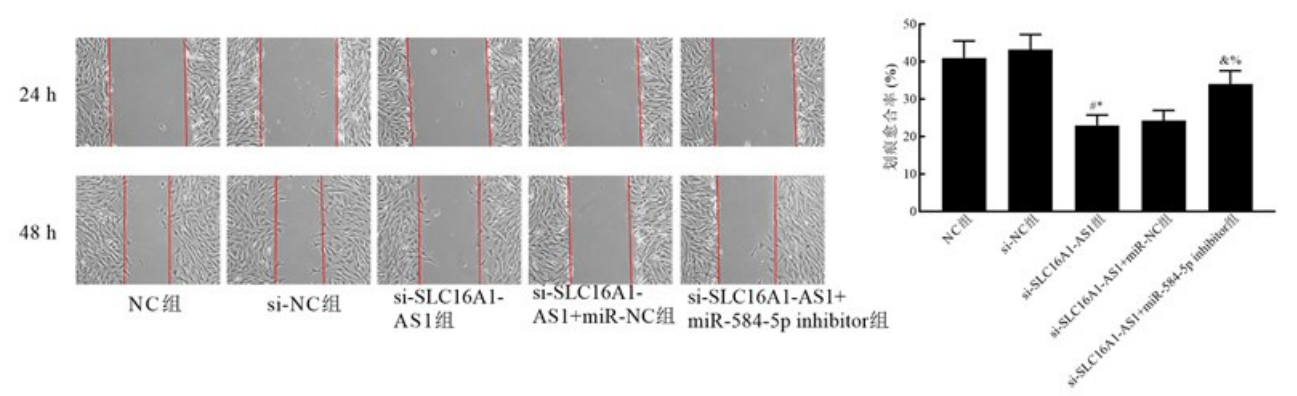 24 h
48 h
NC组
si-NC组
si-SLC16A1-
AS1组
si-SLC16A1-
AS1+miR-NC组
si-SLC16A1-AS1+
miR-584-5p inhibitor组
划痕愈合率 (%)
50
40
30
20
10
0
#*
&%
NC组
si-NC组
si-SLC16A1-AS1组
si-SLC16A1-AS1+miR-NC组
si-SLC16A1-AS1+miR-584-5p inhibitor组